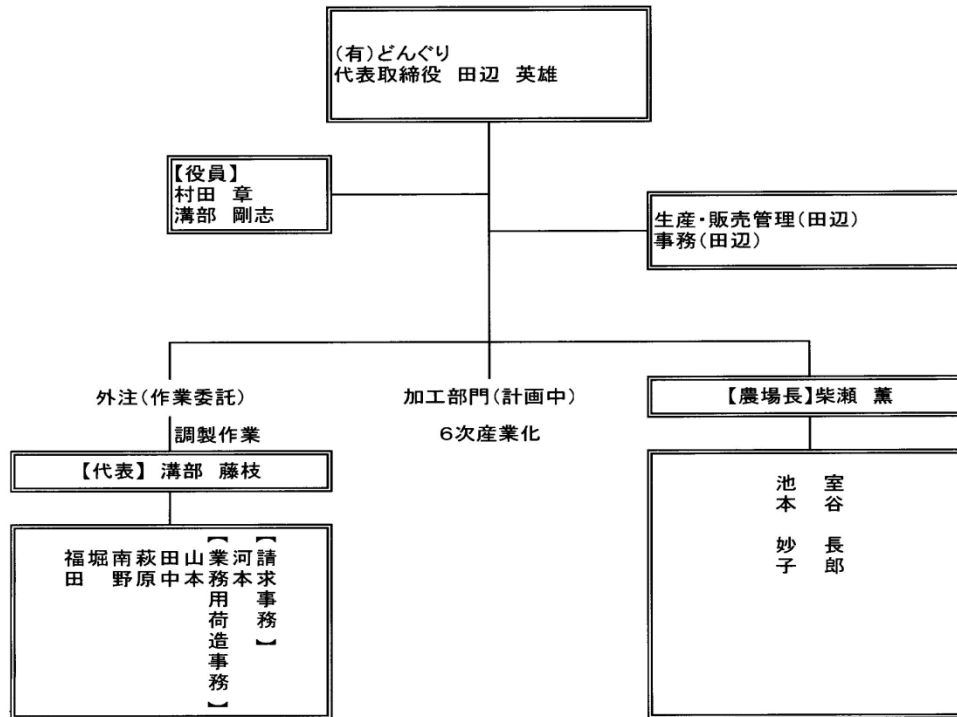 (有)どんぐり
代表取締役 田辺 英雄
【役員】
村田 章
溝部 剛志
生産・販売管理(田辺)
事務(田辺)
外注(作業委託)
調製作業
【代表】 溝部 藤枝
加工部門(計画中)
6次産業化
【農場長】柴瀬 薫
【請求事務】
河本
【業務用荷造事務】
山本
田中
萩原
南野
堀
福田
室谷 長郎
池本 妙子